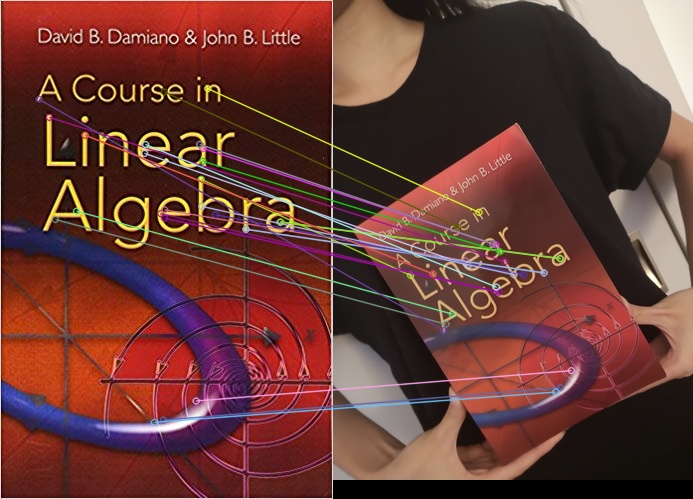 David B. Damiano & John B. Little
A Course in
Linear
Algebra
David B. Damiano & John B. Little
A Course in
Linear
Algebra